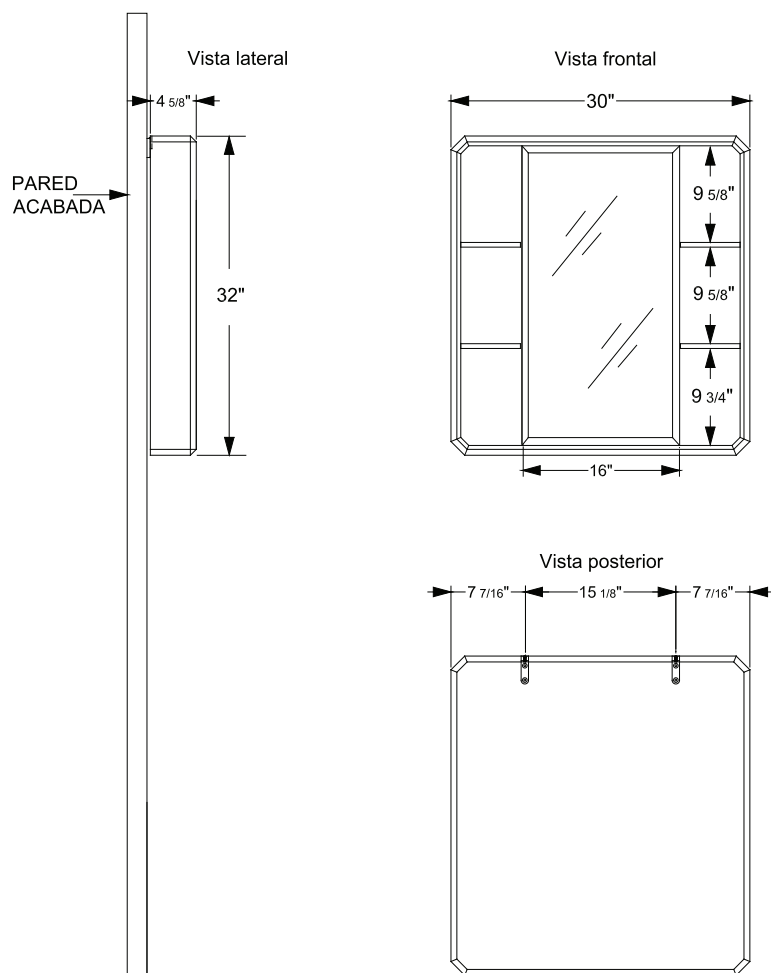 Vista lateral
4 5/8"
PARED
ACABADA
32"
Vista frontal
30"
9 5/8"
9 5/8"
9 3/4"
16"
Vista posterior
7 7/16"
15 1/8"
7 7/16"